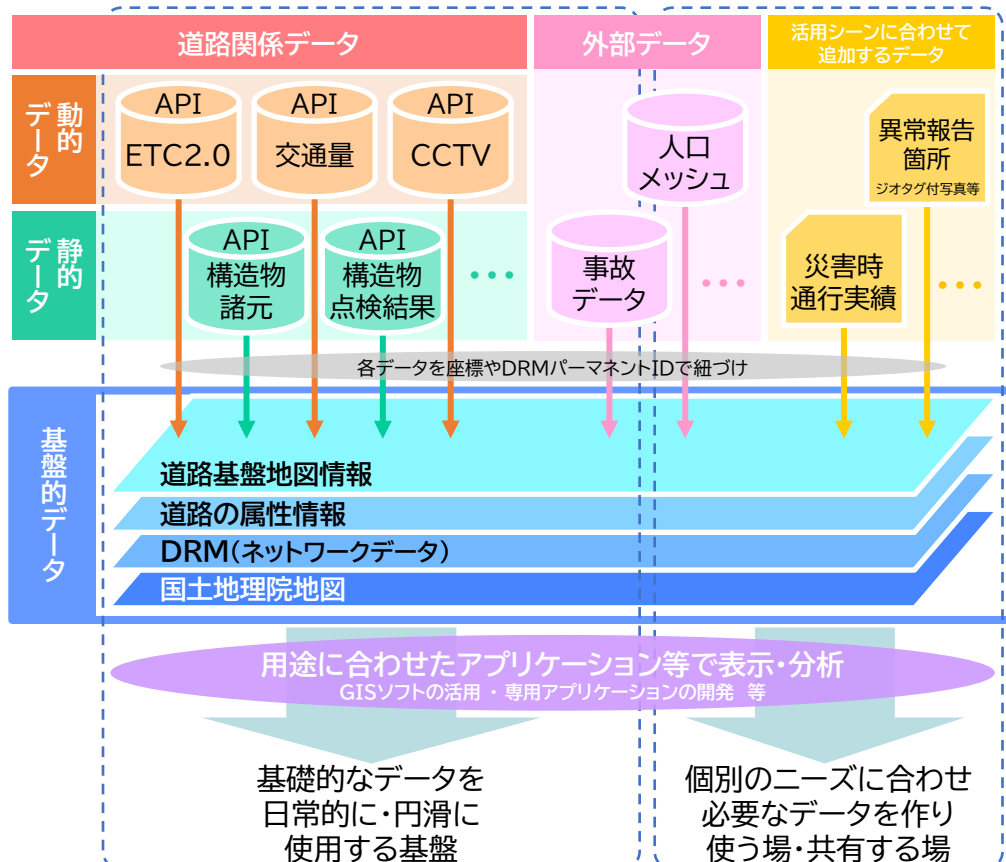 道路関係データ
外部データ
活用シーンに合わせて
追加するデータ
動的
データ
API
ETC2.0
API
交通量
API
CCTV
人口
メッシュ
異常報告
箇所
ジオタグ付写真等
静的
データ
API
構造物
諸元
API
構造物
点検結果
・・・
事故
データ
・・・
災害時
通行実績
・・・
各データを座標やDRMパーマネントIDで紐づけ
基盤的データ
道路基盤地図情報
道路の属性情報
DRM(ネットワークデータ)
国土地理院地図
用途に合わせたアプリケーション等で表示・分析
GISソフトの活用 ・ 専用アプリケーションの開発 等
基礎的なデータを
日常的に・円滑に
使用する基盤
個別のニーズに合わせ
必要なデータを作り
使う場・共有する場